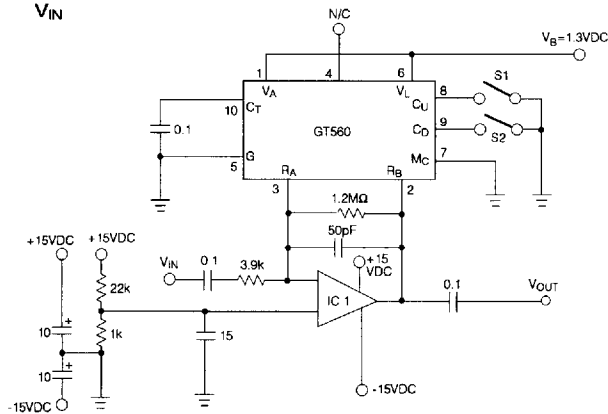 VIN
N/C
VB=1.3VDC
1
4
6
VA
VL
S1
10
CT
CU
8
0.1
GT560
CD
9
S2
G
MC
7
5
RA
RB
3
2
1.2MΩ
50pF
+15VDC
+15VDC
VIN
0.1
3.9k
+15
VDC
0.1
VOUT
22k
IC 1
10
+
1k
15
10
+
-15VDC
-15VDC